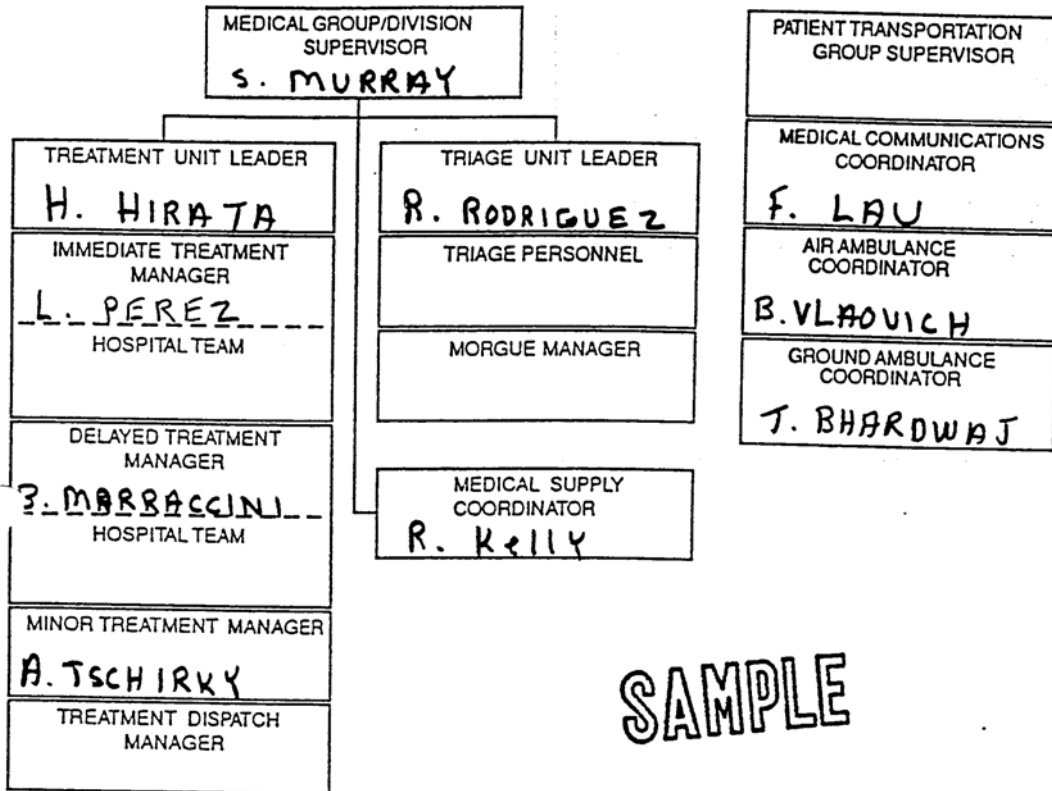 MEDICAL GROUP/DIVISION
SUPERVISOR
S. MURRAY
TREATMENT UNIT LEADER
H. HIRATA
IMMEDIATE TREATMENT
MANAGER
L. PEREZ
HOSPITAL TEAM
DELAYED TREATMENT
MANAGER
MARRACCINI
HOSPITAL TEAM
MINOR TREATMENT MANAGER
A. TSCHIRKY
TREATMENT DISPATCH
MANAGER
TRIAGE UNIT LEADER
R. RODRIGUEZ
TRIAGE PERSONNEL
MORGUE MANAGER
MEDICAL SUPPLY
COORDINATOR
R. Kelly
PATIENT TRANSPORTATION
GROUP SUPERVISOR
MEDICAL COMMUNICATIONS
COORDINATOR
F. LAU
AIR AMBULANCE
COORDINATOR
B. VLAOVICH
GROUND AMBULANCE
COORDINATOR
T. BHARDWAJ
SAMPLE